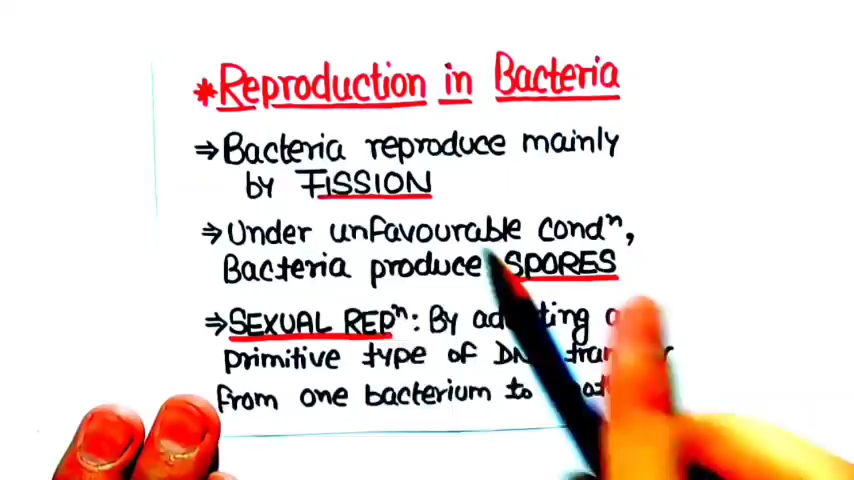 *Reproduction in Bacteria
⇒ Bacteria reproduce mainly
by FISSION
⇒ Under unfavourable condⁿ,
Bacteria produce SPORES
⇒ SEXUAL REPⁿ: By
primitive type of
from one bacterium to